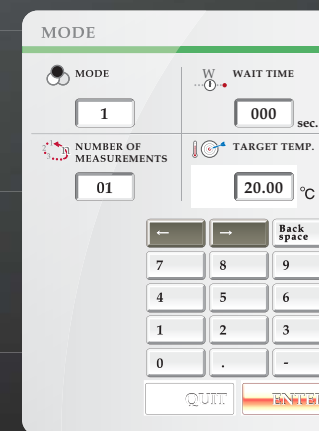 MODE
MODE
1
W
WAIT TIME
000
sec.
NUMBER OF
MEASUREMENTS
01
TARGET TEMP.
20.00
°C
←
→
Back
space
7
8
9
4
5
6
1
2
3
0
.
-
QUIT
ENTE